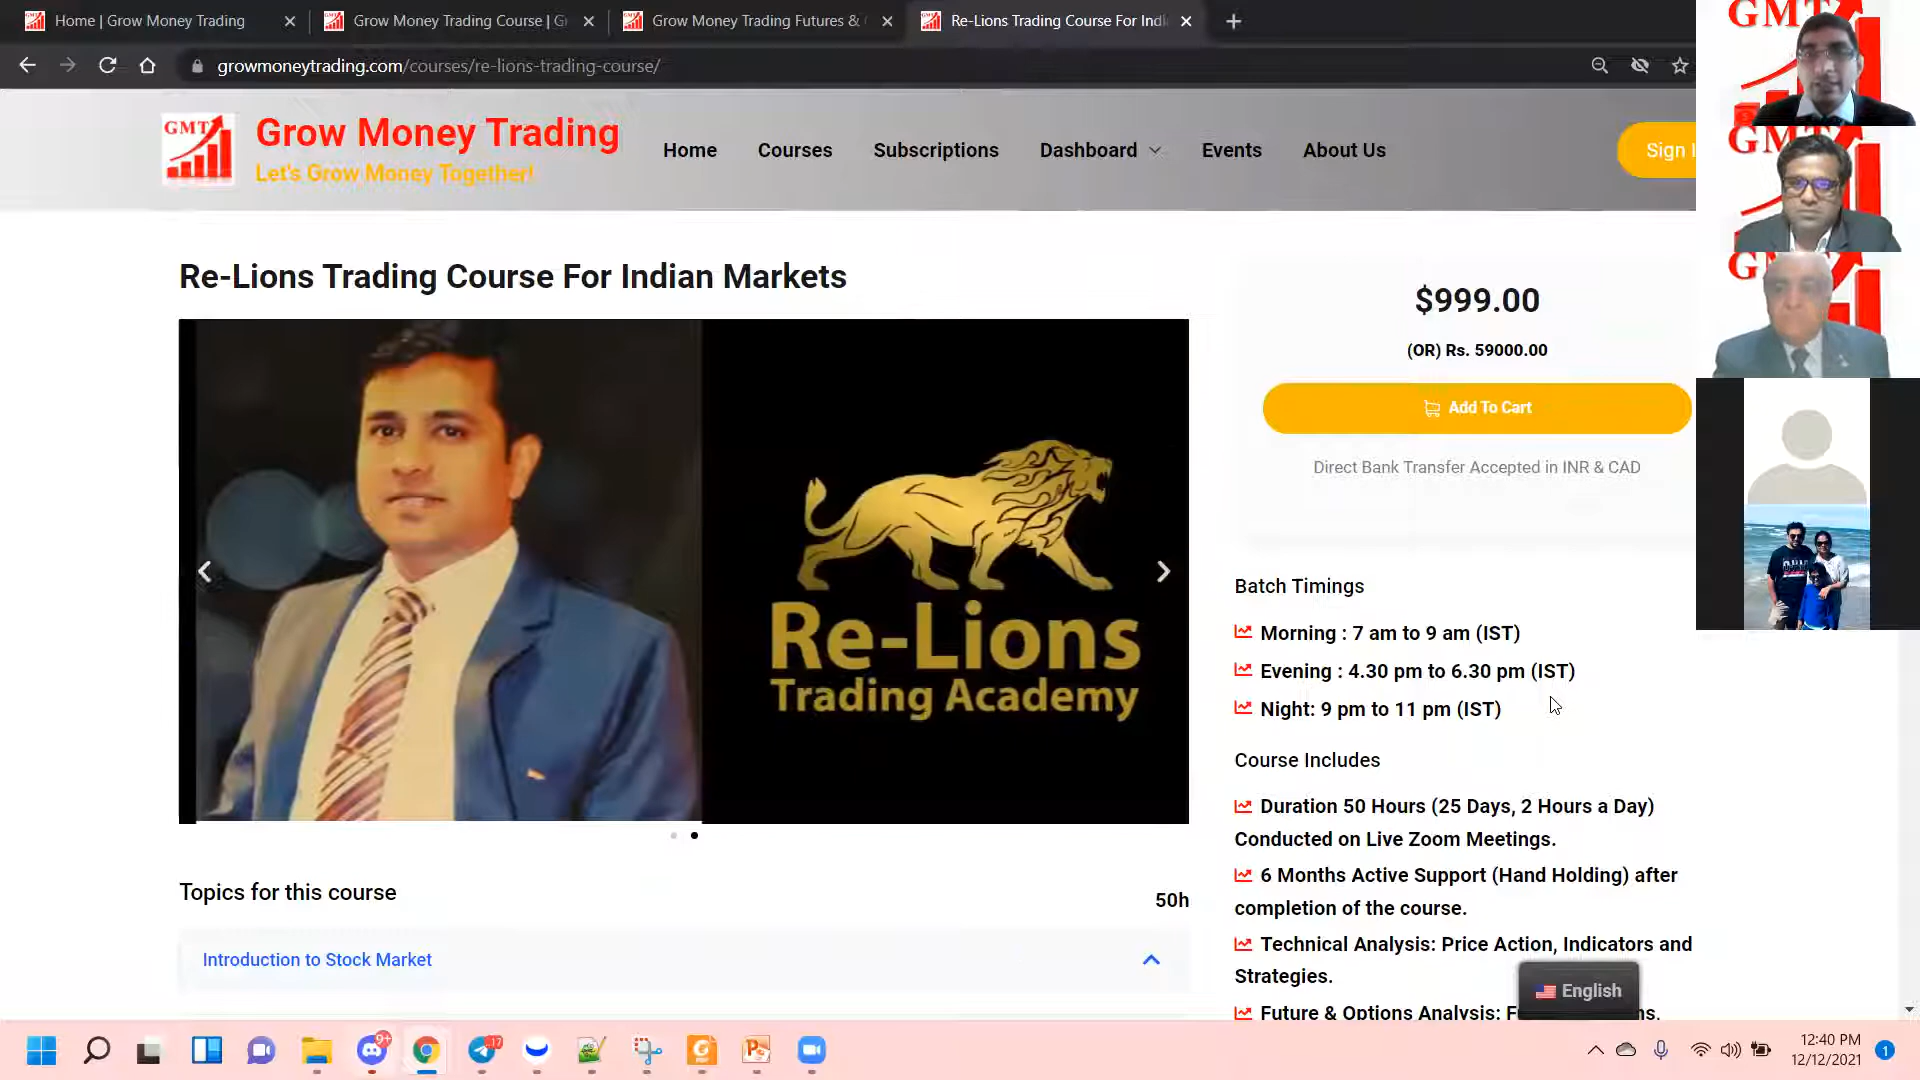 Home | Grow Money Trading
Grow Money Trading Course | G
Grow Money Trading Futures &
Re-Lions Trading Course For Indi
growmoneytrading.com/courses/re-lions-trading-course/
GMT
Grow Money Trading
Let's Grow Money Together!
Home
Courses
Subscriptions
Dashboard
Events
About Us
Sign I
GMT
GMT
G
Re-Lions Trading Course For Indian Markets
Re-Lions
Trading Academy
$999.00
(OR) Rs. 59000.00
Add To Cart
Direct Bank Transfer Accepted in INR & CAD
Batch Timings
Morning : 7 am to 9 am (IST)
Evening : 4.30 pm to 6.30 pm (IST)
Night: 9 pm to 11 pm (IST)
Course Includes
Duration 50 Hours (25 Days, 2 Hours a Day)
Conducted on Live Zoom Meetings.
6 Months Active Support (Hand Holding) after
completion of the course.
Technical Analysis: Price Action, Indicators and
Strategies.
Future & Options Analysis: F
ns.
Topics for this course
50h
Introduction to Stock Market
English
9+
17
12:40 PM
12/12/2021
1